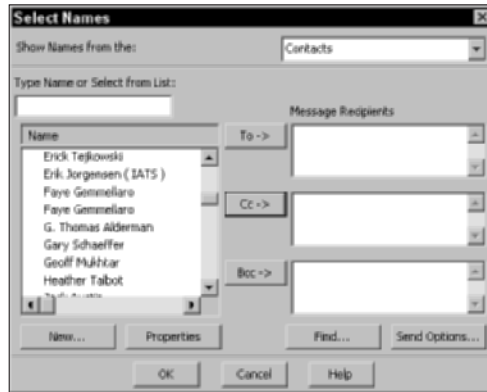 Select Names
Show Names from the:
Contacts
Type Name or Select from List:
Message Recipients
Name
To ->
Erick Tejkowski
Erik Jorgensen ( IATS )
Faye Gemmellaro
Faye Gemmellaro
Cc ->
G. Thomas Alderman
Gary Schaeffer
Geoff Mukhtar
Heather Talbot
Bcc ->
New...
Properties
Find...
Send Options...
OK
Cancel
Help